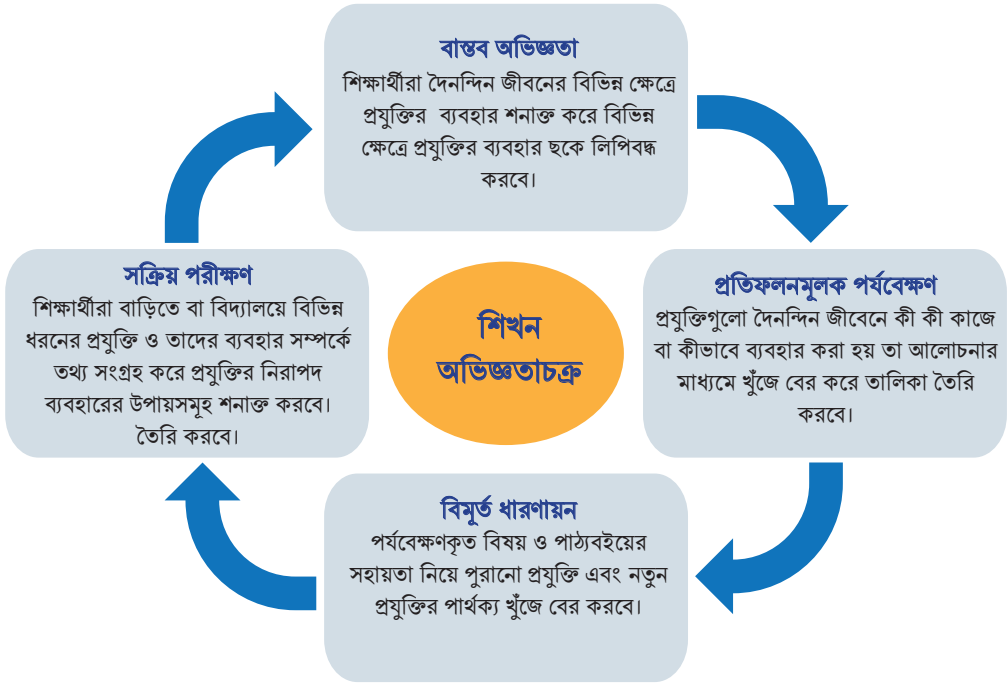 বাস্তব অভিজ্ঞতা
শিক্ষার্থীরা দৈনন্দিন জীবনের বিভিন্ন ক্ষেত্রে
প্রযুক্তির ব্যবহার শনাক্ত করে বিভিন্ন
ক্ষেত্রে প্রযুক্তির ব্যবহার ছকে লিপিবদ্ধ
করবে।
প্রতিফলনমূলক পর্যবেক্ষণ
প্রযুক্তিগুলো দৈনন্দিন জীবনে কী কী কাজে
বা কীভাবে ব্যবহার করা হয় তা আলোচনার
মাধ্যমে খুঁজে বের করে তালিকা তৈরি
করবে।
বিমূর্ত ধারণায়ন
পর্যবেক্ষণকৃত বিষয় ও পাঠ্যবইয়ের
সহায়তা নিয়ে পুরানো প্রযুক্তি এবং নতুন
প্রযুক্তির পার্থক্য খুঁজে বের করবে।
সক্রিয় পরীক্ষণ
শিক্ষার্থীরা বাড়িতে বা বিদ্যালয়ে বিভিন্ন
ধরনের প্রযুক্তি ও তাদের ব্যবহার সম্পর্কে
তথ্য সংগ্রহ করে প্রযুক্তির নিরাপদ
ব্যবহারের উপায়সমূহ শনাক্ত করবে।
তৈরি করবে।
শিখন
অভিজ্ঞতাচক্র